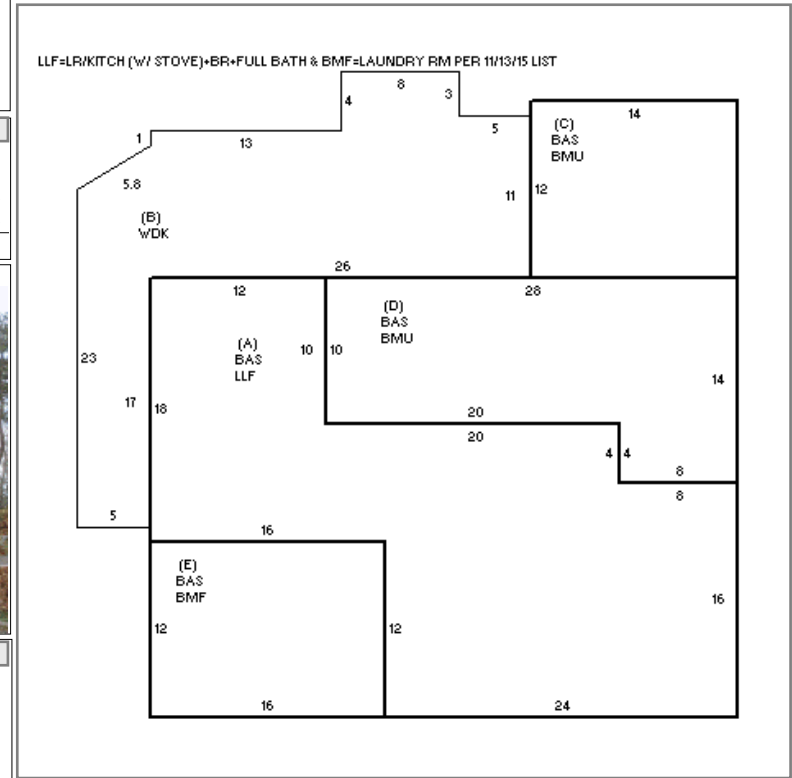 LLF=LR/KITCH (W/ STOVE)+BR+FULL BATH & BMF=LAUNDRY RM PER 11/13/15 LIST
8
4
3
5
14
(C)
BAS
BMU
1
13
5.8
11
12
(B)
WDK
26
12
28
(D)
BAS
BMU
(A)
BAS
LLF
10
10
23
14
17
18
20
20
4
4
8
8
5
16
(E)
BAS
BMF
16
12
12
16
24